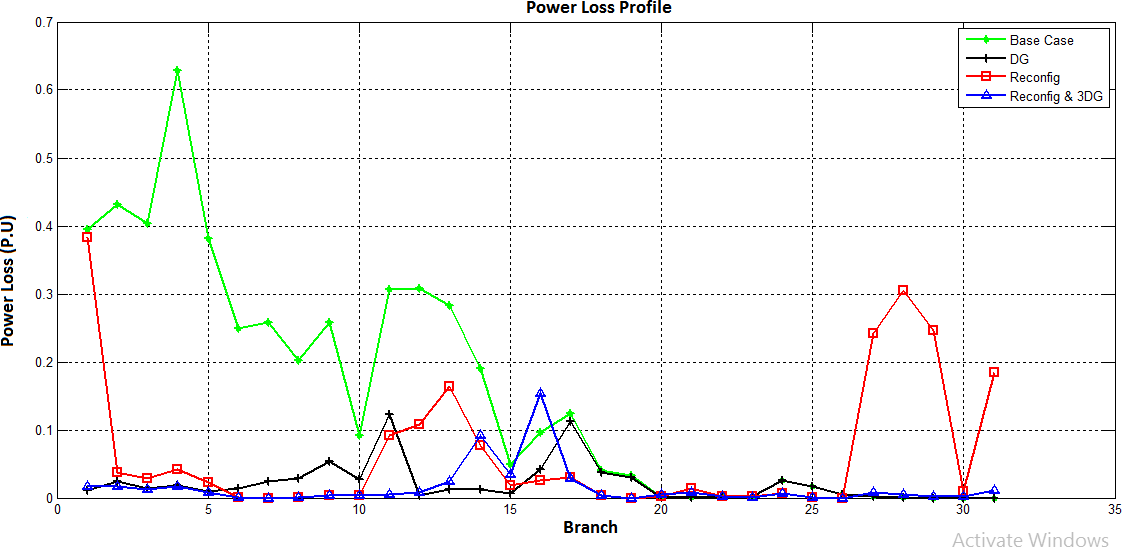 Power Loss Profile
0.7
0.6
0.5
0.4
0.3
0.2
0.1
0
Power Loss (P.U)
Base Case
DG
Reconfig
Reconfig & 3DG
0 5 10 15 20 25 30 35
Branch
Activate Windows